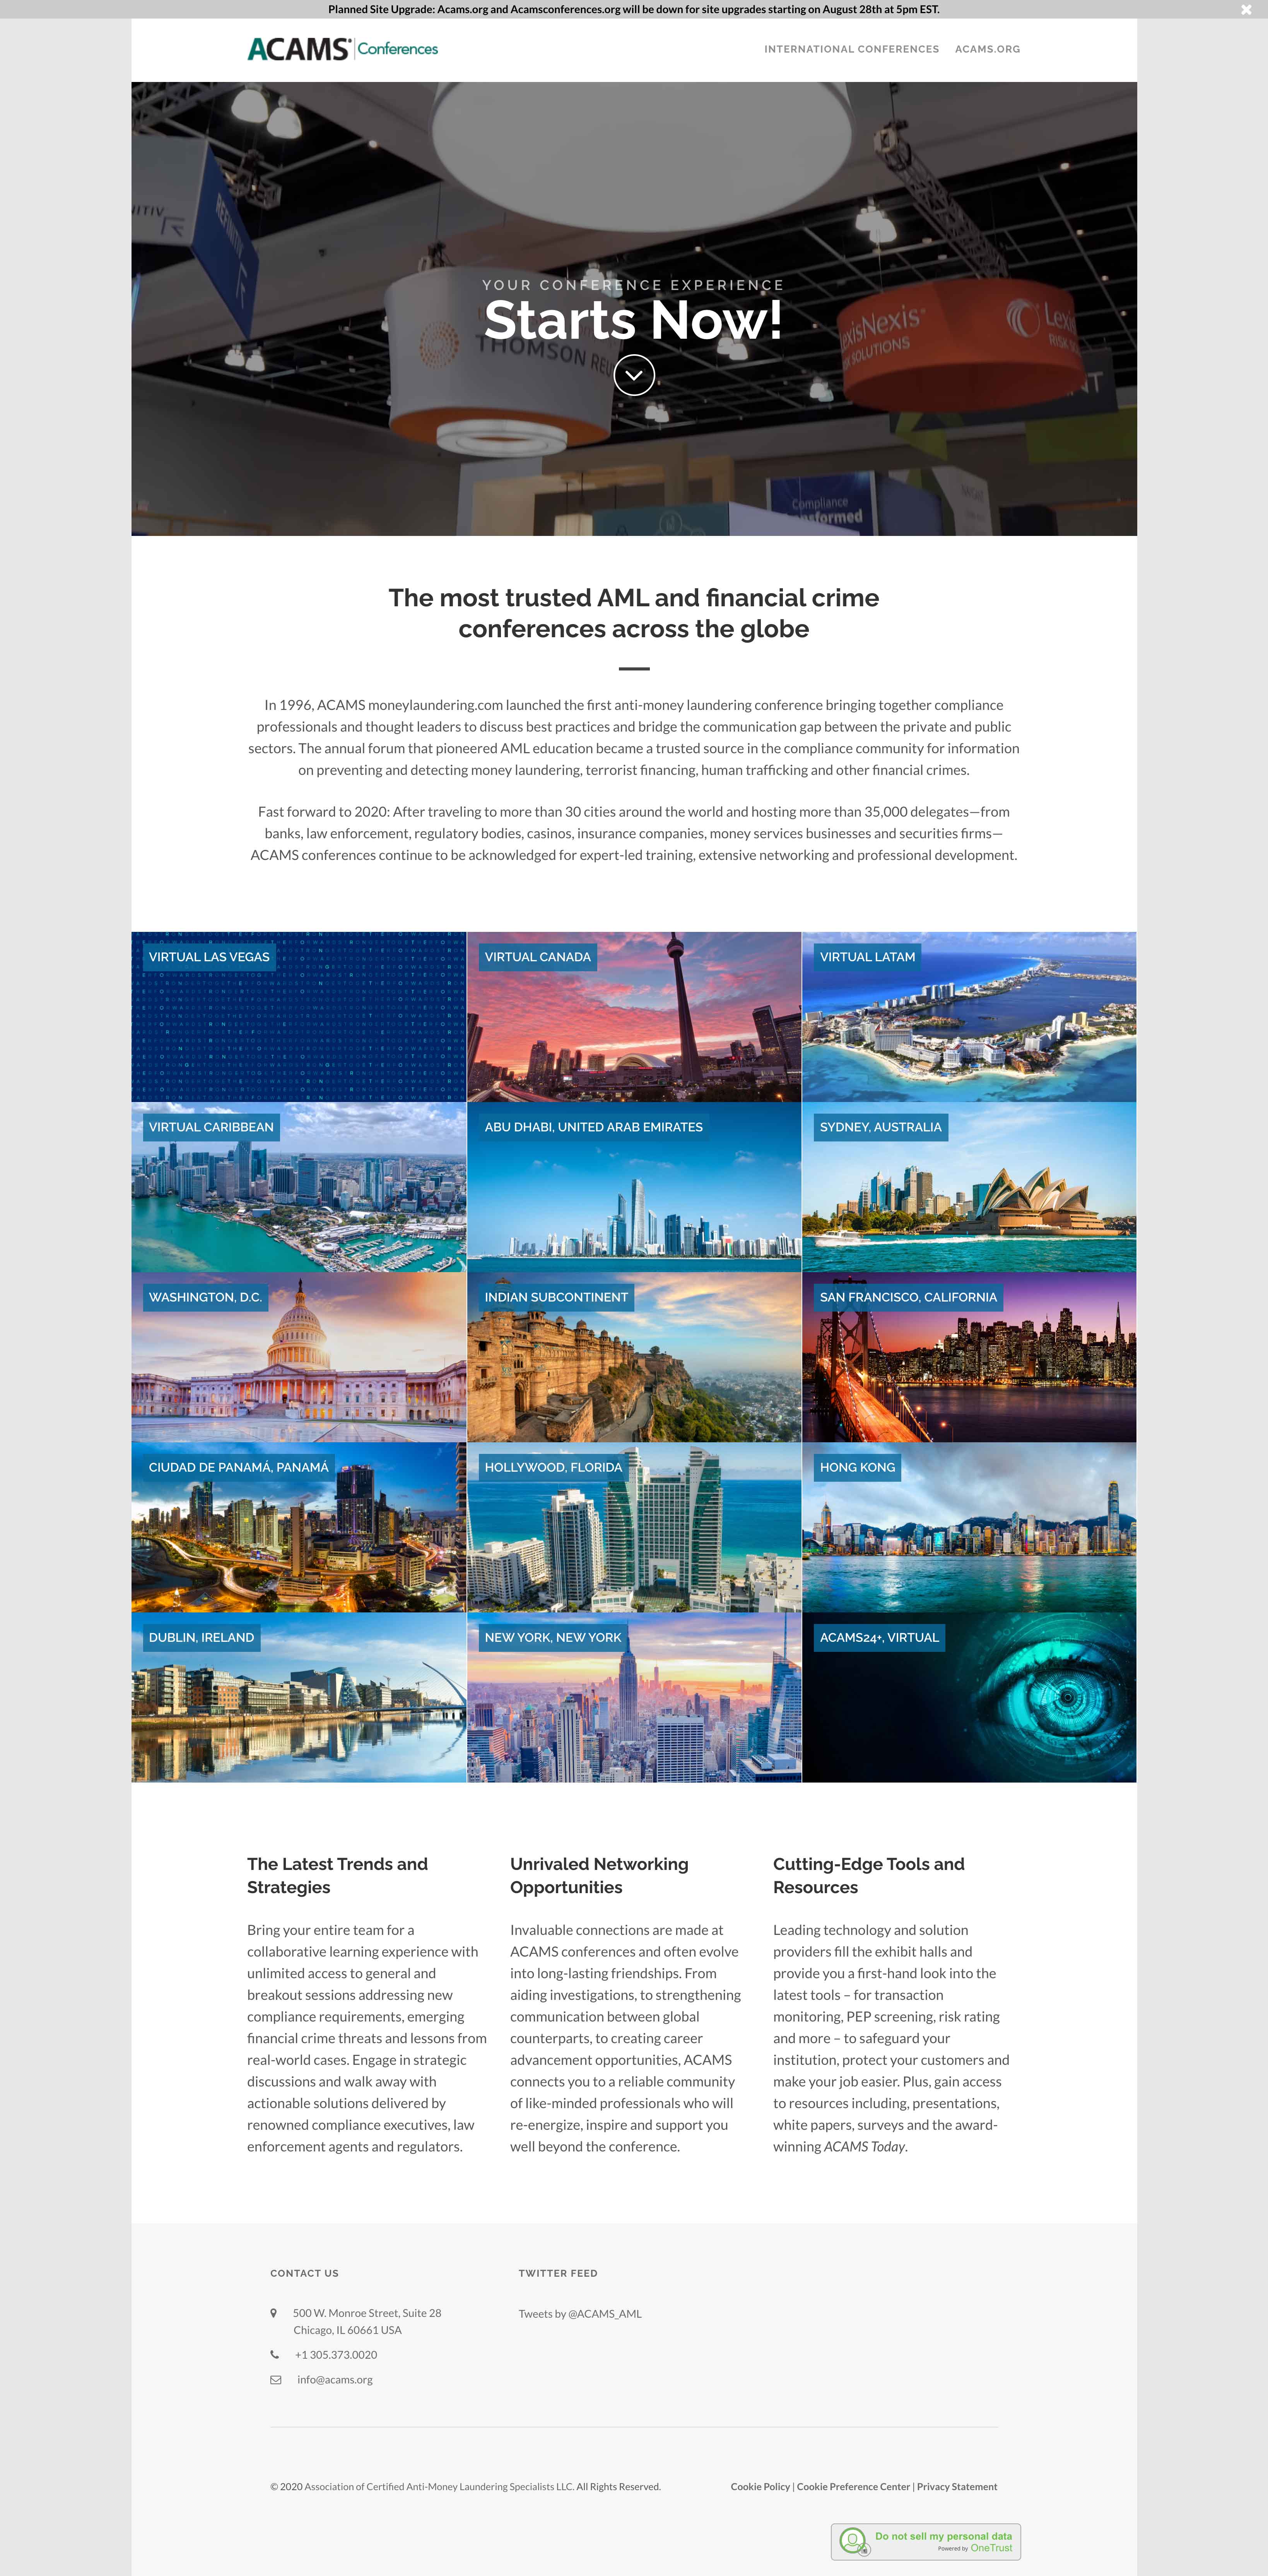 Planned Site Upgrade: Acams.org and Acamsconferences.org will be down for site upgrades starting on August 28th at 5pm EST.
ACAMS Conferences
INTERNATIONAL CONFERENCES ACAMS.ORG
REFINITIV
YOUR CONFERENCE EXPERIENCE
Starts Now!
THOMSON
LexisNexis
SOLUTIONS
Compliance
The most trusted AML and financial crime
conferences across the globe
In 1996, ACAMS moneylaundering.com launched the first anti-money laundering conference bringing together compliance
professionals and thought leaders to discuss best practices and bridge the communication gap between the private and public
sectors. The annual forum that pioneered AML education became a trusted source in the compliance community for information
on preventing and detecting money laundering, terrorist financing, human trafficking and other financial crimes.
Fast forward to 2020: After traveling to more than 30 cities around the world and hosting more than 35,000 delegates—from
banks, law enforcement, regulatory bodies, casinos, insurance companies, money services businesses and securities firms—
ACAMS conferences continue to be acknowledged for expert-led training, extensive networking and professional development.
VIRTUAL LAS VEGAS
VIRTUAL CANADA
VIRTUAL LATAM
VIRTUAL CARIBBEAN
ABU DHABI, UNITED ARAB EMIRATES
SYDNEY, AUSTRALIA
WASHINGTON, D.C.
INDIAN SUBCONTINENT
SAN FRANCISCO, CALIFORNIA
CIUDAD DE PANAMÁ, PANAMÁ
HOLLYWOOD, FLORIDA
HONG KONG
DUBLIN, IRELAND
NEW YORK, NEW YORK
ACAMS24+, VIRTUAL
The Latest Trends and
Strategies
Bring your entire team for a
collaborative learning experience with
unlimited access to general and
breakout sessions addressing new
compliance requirements, emerging
financial crime threats and lessons from
real-world cases. Engage in strategic
discussions and walk away with
actionable solutions delivered by
renowned compliance executives, law
enforcement agents and regulators.
Unrivaled Networking
Opportunities
Invaluable connections are made at
ACAMS conferences and often evolve
into long-lasting friendships. From
aiding investigations, to strengthening
communication between global
counterparts, to creating career
advancement opportunities, ACAMS
connects you to a reliable community
of like-minded professionals who will
re-energize, inspire and support you
well beyond the conference.
Cutting-Edge Tools and
Resources
Leading technology and solution
providers fill the exhibit halls and
provide you a first-hand look into the
latest tools – for transaction
monitoring, PEP screening, risk rating
and more – to safeguard your
institution, protect your customers and
make your job easier. Plus, gain access
to resources including, presentations,
white papers, surveys and the award-
winning ACAMS Today.
CONTACT US
500 W. Monroe Street, Suite 28
Chicago, IL 60661 USA
+1 305.373.0020
info@acams.org
TWITTER FEED
Tweets by @ACAMS_AML
© 2020 Association of Certified Anti-Money Laundering Specialists LLC. All Rights Reserved.
Cookie Policy | Cookie Preference Center | Privacy Statement
Do not sell my personal data
Powered by OneTrust